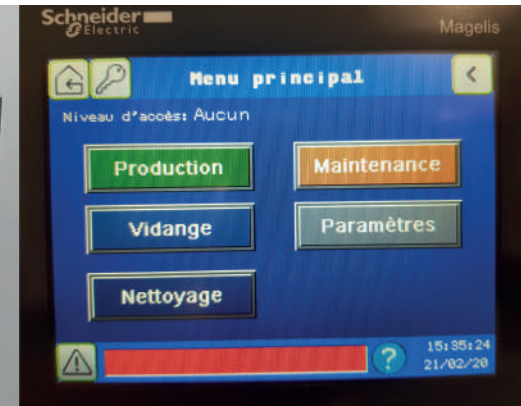 Schneider
Electric
Magelis
Menu principal
Niveau d'accès: Aucun
Production
Maintenance
Vidange
Paramètres
Nettoyage
?
15:35:24
21/02/20